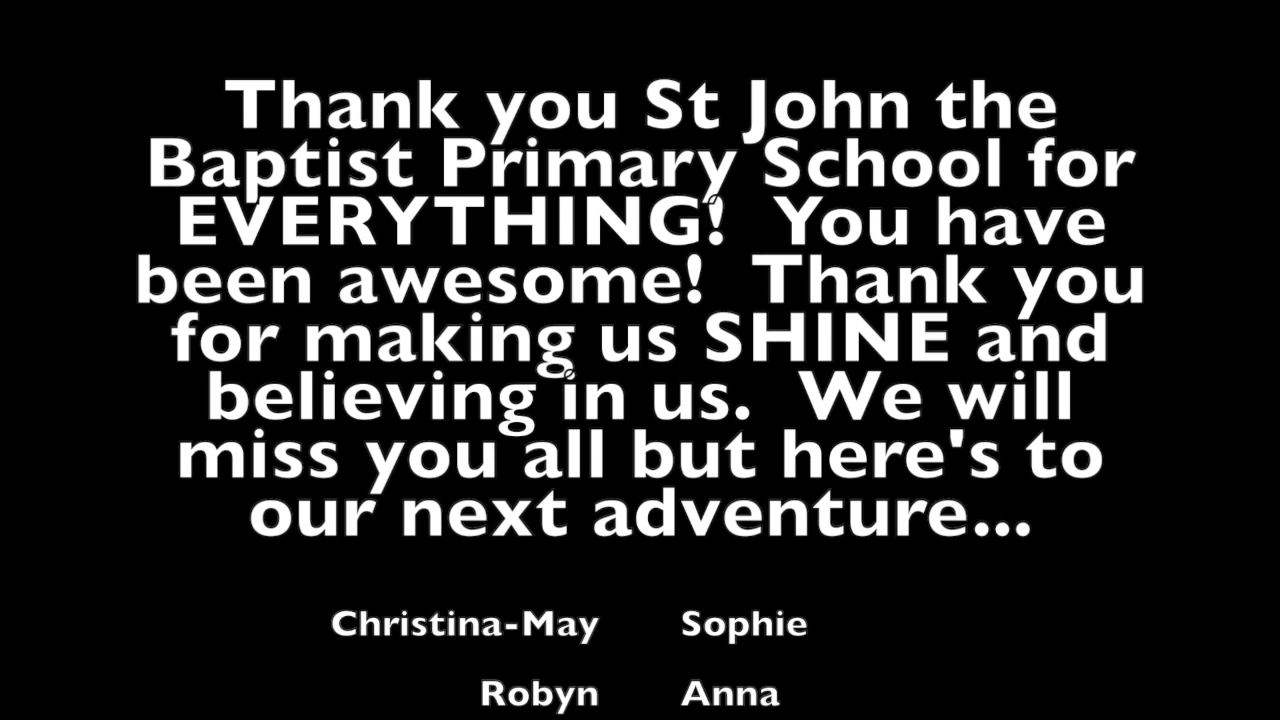 Thank you St John the
Baptist Primary School for
EVERYTHING! You have
been awesome! Thank you
for making us SHINE and
believing in us. We will
miss you all but here's to
our next adventure...
Christina-May Sophie
Robyn Anna